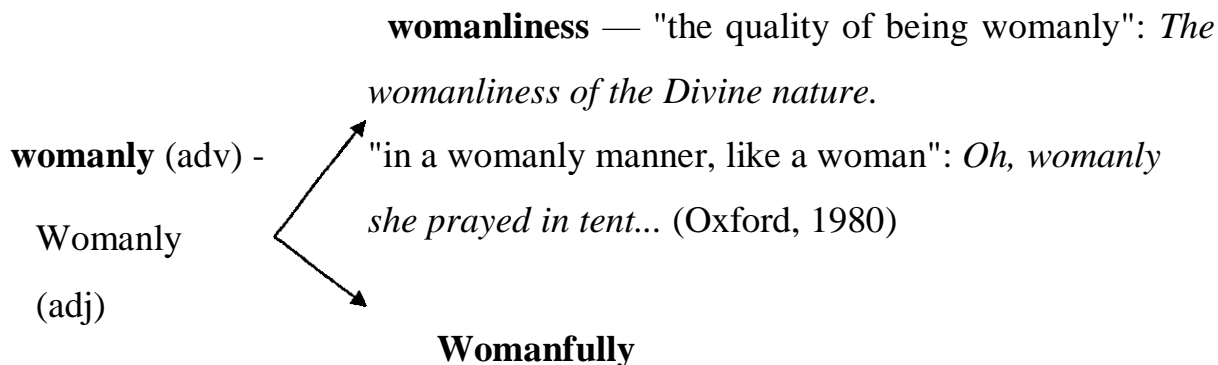 womanliness — "the quality of being womanly": The
womanliness of the Divine nature.
womanly (adv) - "in a womanly manner, like a woman": Oh, womanly
she prayed in tent... (Oxford, 1980)
Womanly
(adj)
Womanfully